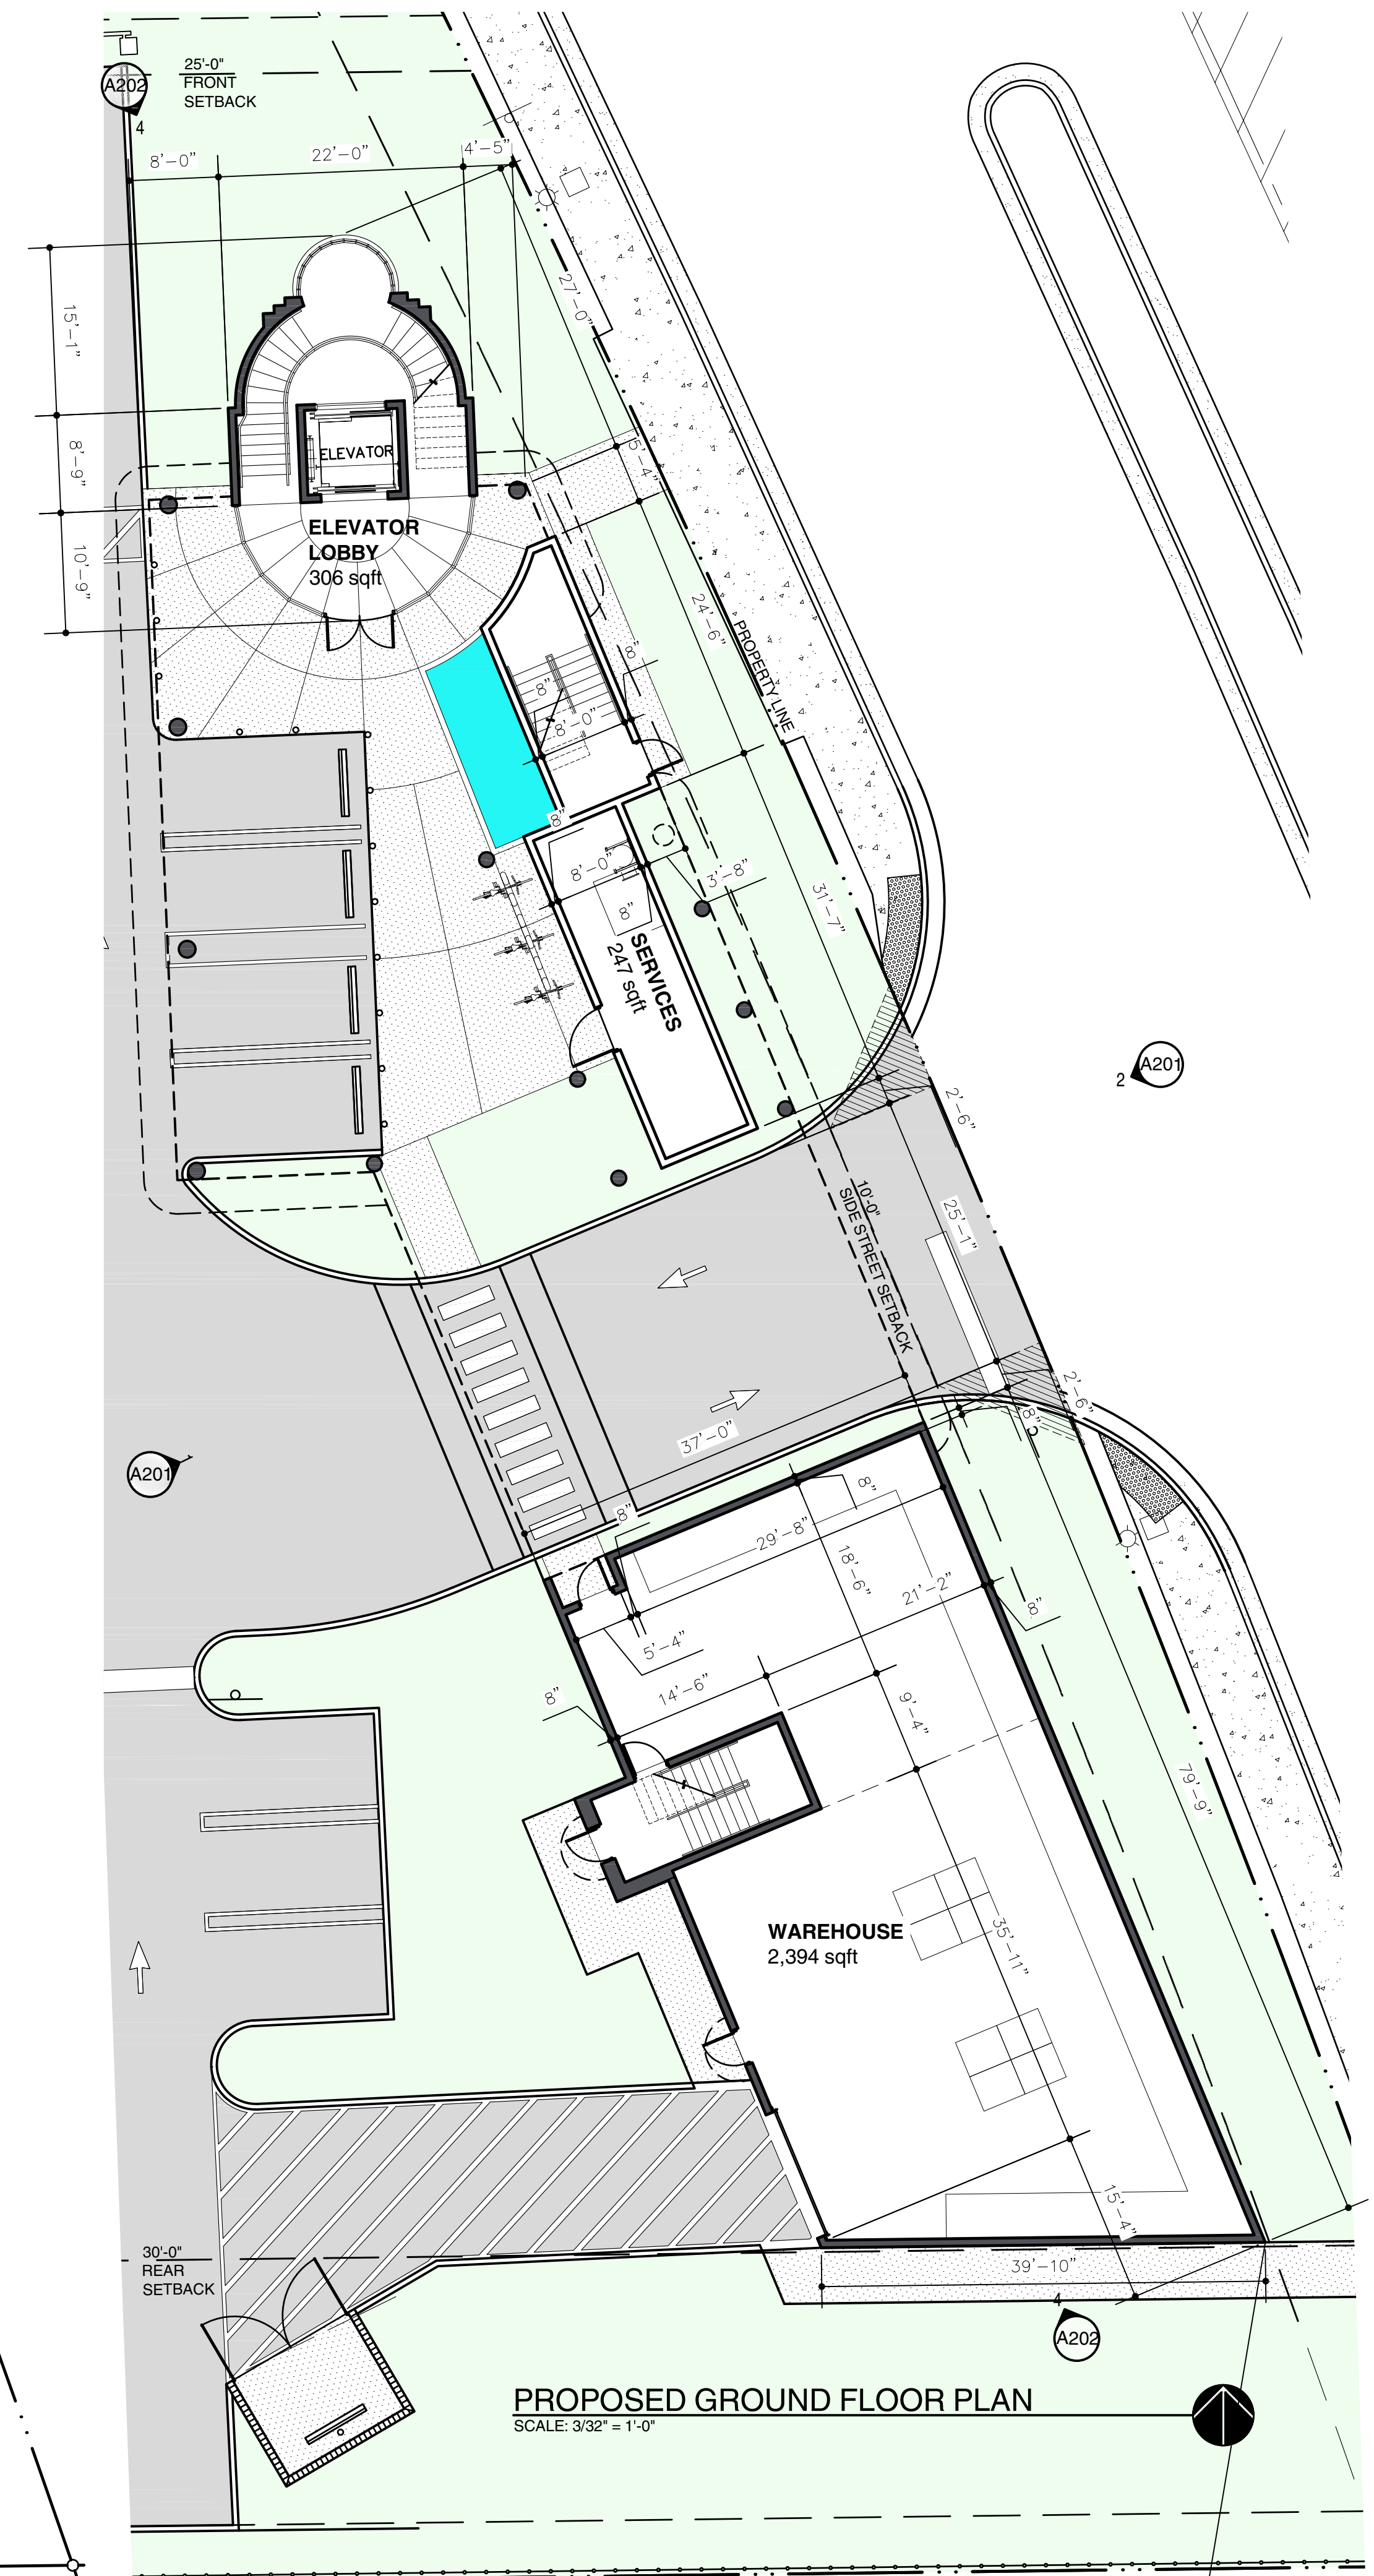 25'-0"
FRONT
SETBACK
A202
4
8'-0"
22'-0"
4'-5"
27'-0"
15'-1"
8'-9"
10'-9"
ELEVATOR
5'-4"
ELEVATOR
LOBBY
306 sqft
24'-6"
PROPERTY LINE
8"
8"
8'-0"
8"
8'-0"
3'-8"
8"
31'-7"
SERVICES
247 sqft
2
A201
2'-6"
10'-0"
SIDE STREET SETBACK
25'-1"
2'-6"
8"
37'-0"
A201
8"
8"
29'-8"
18'-6"
21'-2"
8"
5'-4"
14'-6"
8"
9'-4"
79'-9"
WAREHOUSE
2,394 sqft
35'-11"
15'-4"
30'-0"
REAR
SETBACK
39'-10"
4
A202
PROPOSED GROUND FLOOR PLAN
SCALE: 3/32" = 1'-0"